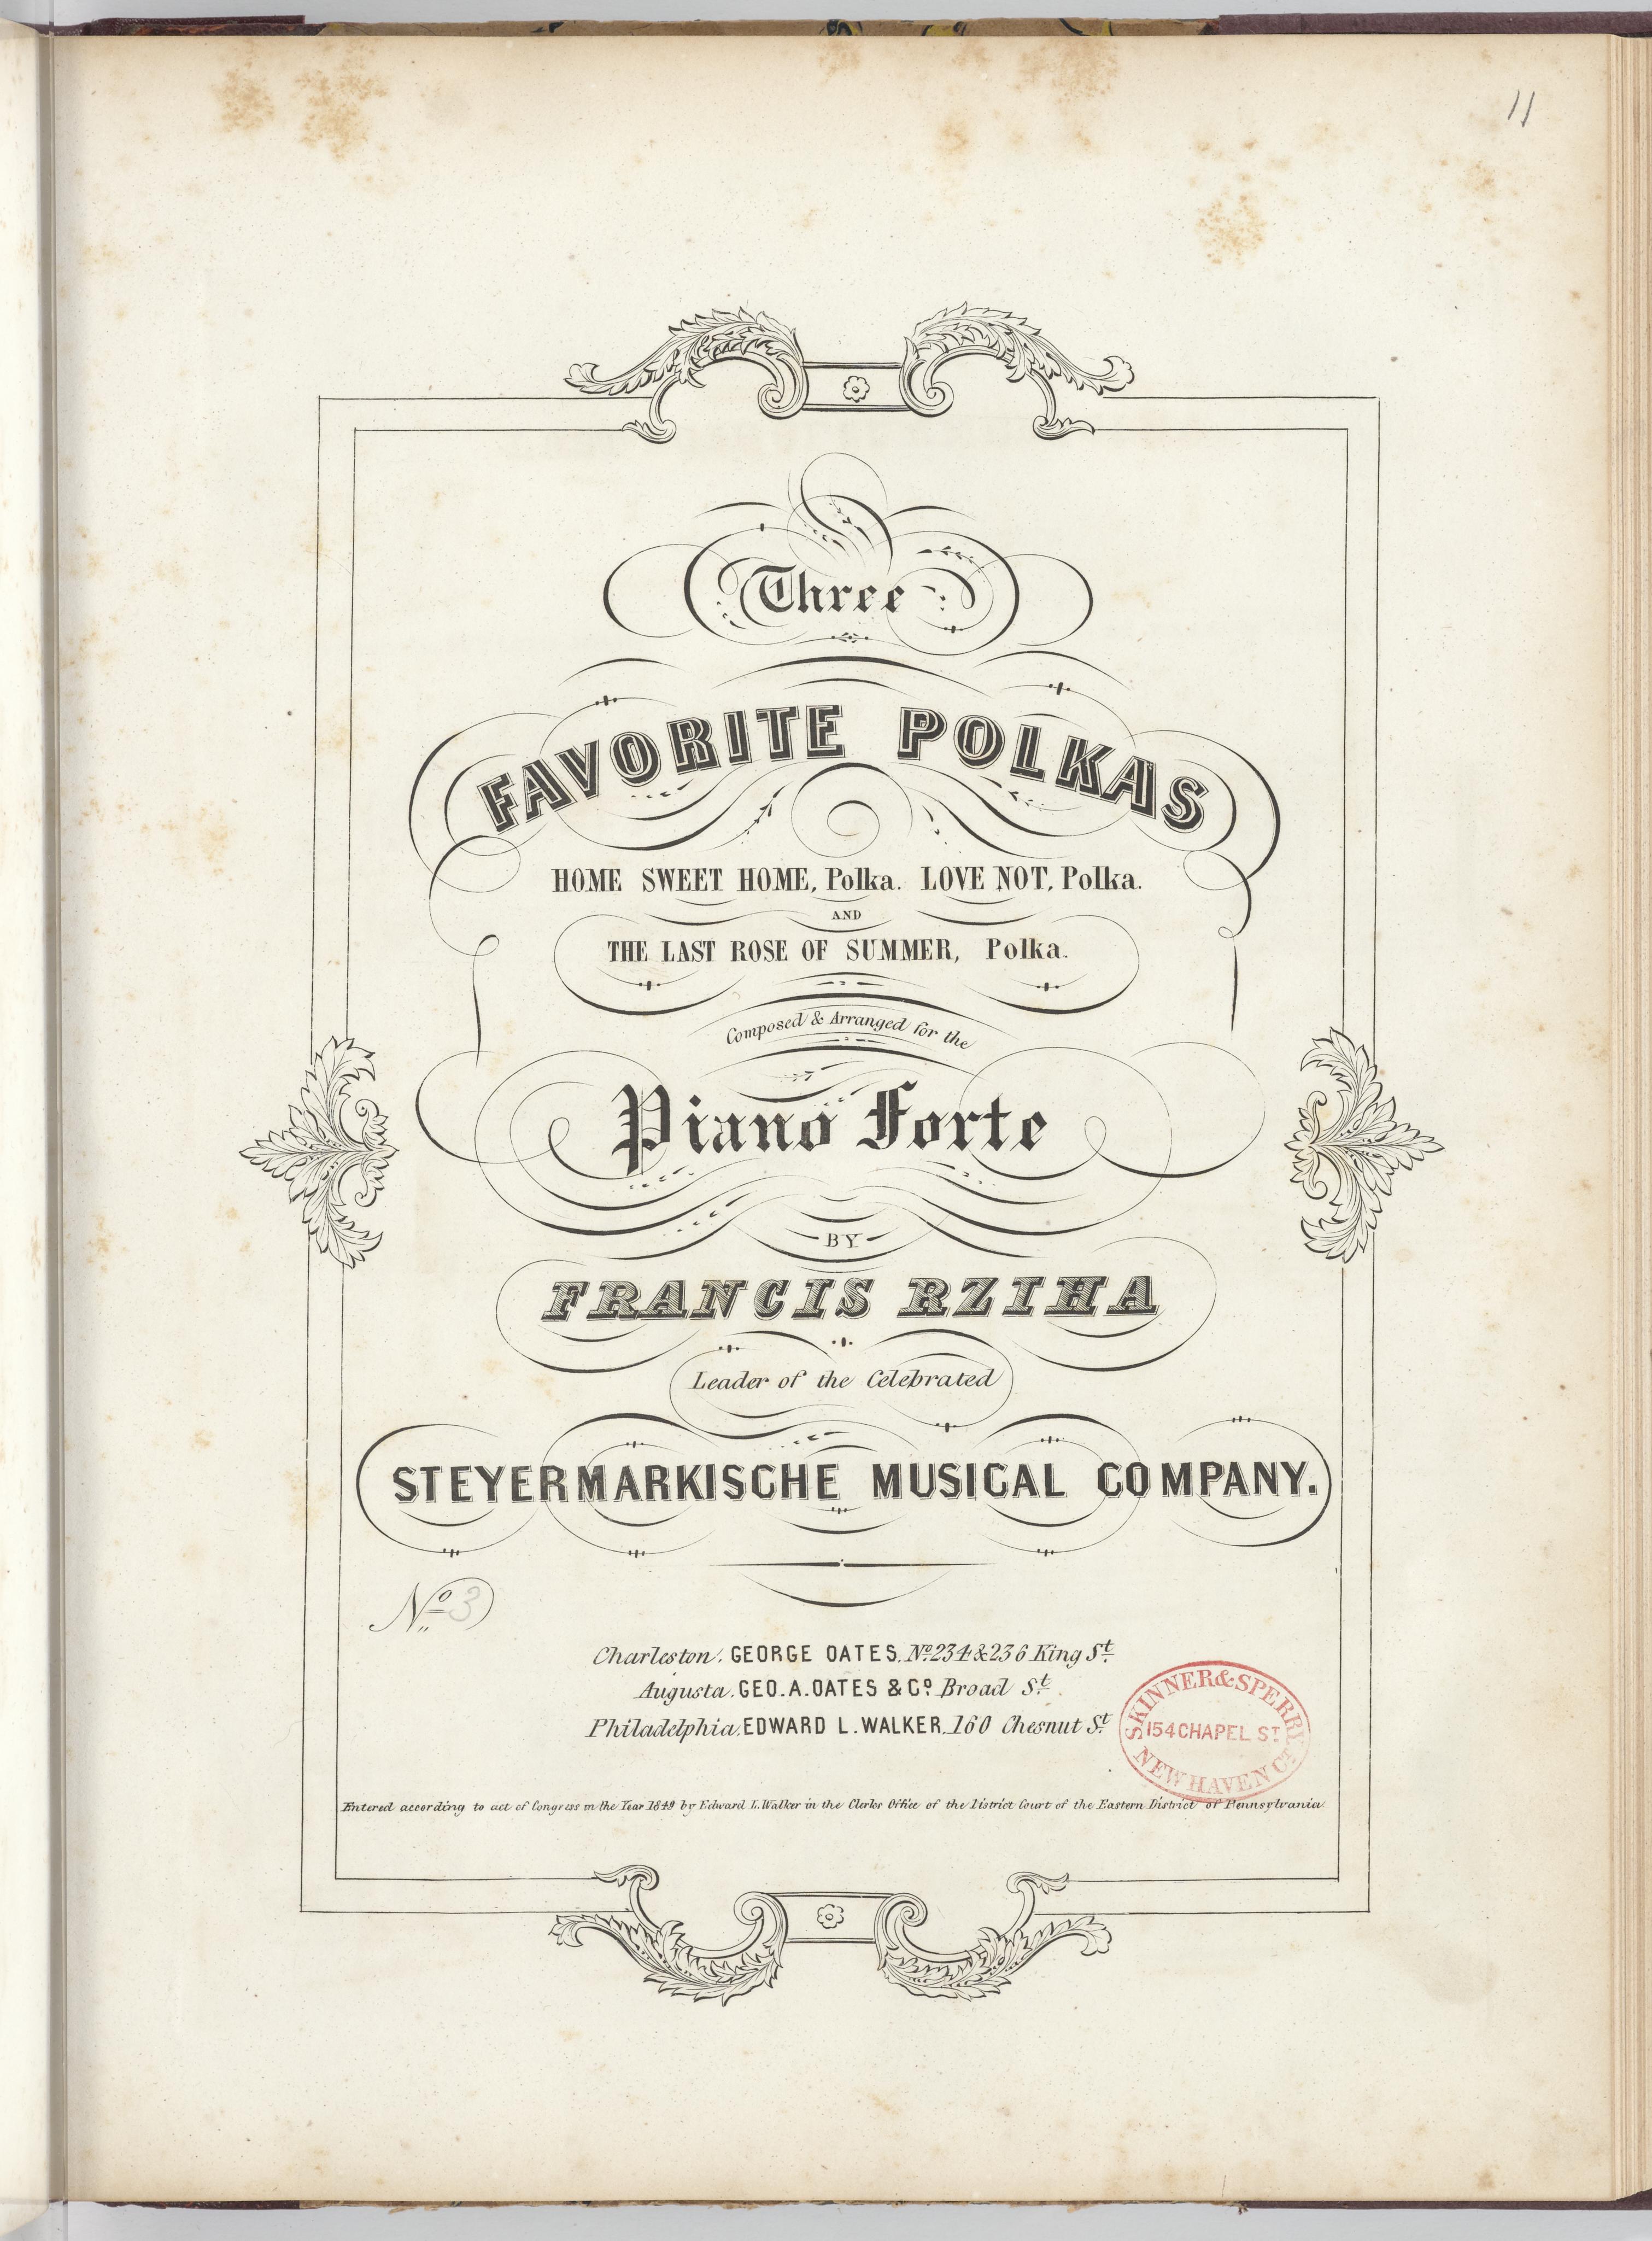 11
Three
FAVORITE POLKAS
HOME SWEET HOME, Polka. LOVE NOT, Polka.
AND
THE LAST ROSE OF SUMMER, Polka.
Composed & Arranged for the
Piano Forte
BY
FRANCIS RZIHA
Leader of the Celebrated
STEYERMARKISCHE MUSICAL COMPANY.
No 3
Charleston. GEORGE OATES. No. 234 & 236 King St.
Augusta. GEO. A. OATES & Co. Broad St.
Philadelphia. EDWARD L. WALKER. 160 Chesnut St.
SKINNER & SPERRY
154 CHAPEL ST
NEW HAVEN CT.
Entered according to act of Congress in the Year 1849 by Edward L. Walker in the Clerks Office of the District Court of the Eastern District of Pennsylvania